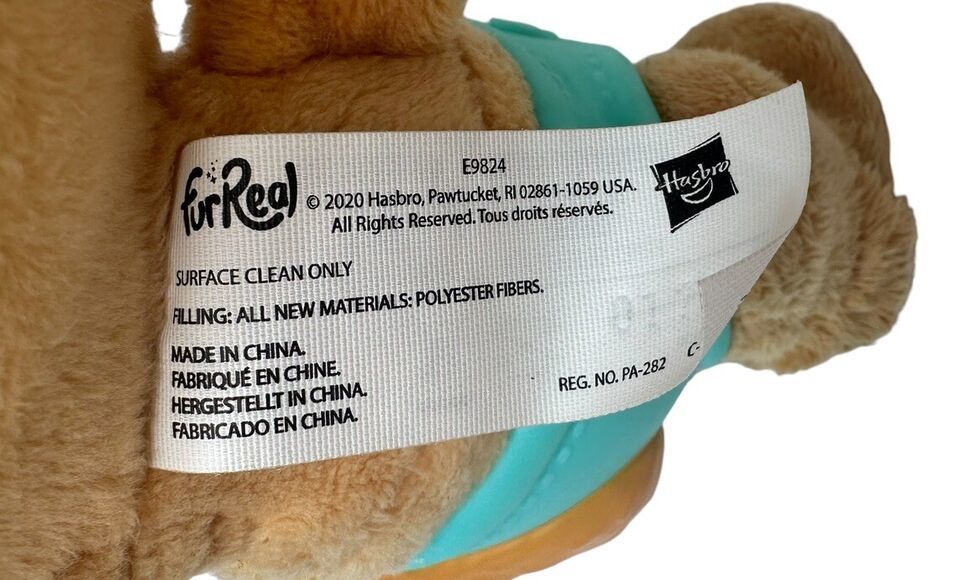 furReal
E9824
© 2020 Hasbro, Pawtucket, RI 02861-1059 USA.
All Rights Reserved. Tous droits réservés.
Hasbro
SURFACE CLEAN ONLY
FILLING: ALL NEW MATERIALS: POLYESTER FIBERS.
MADE IN CHINA.
FABRIQUÉ EN CHINE.
HERGESTELLT IN CHINA.
FABRICADO EN CHINA.
REG. NO. PA-282
C-